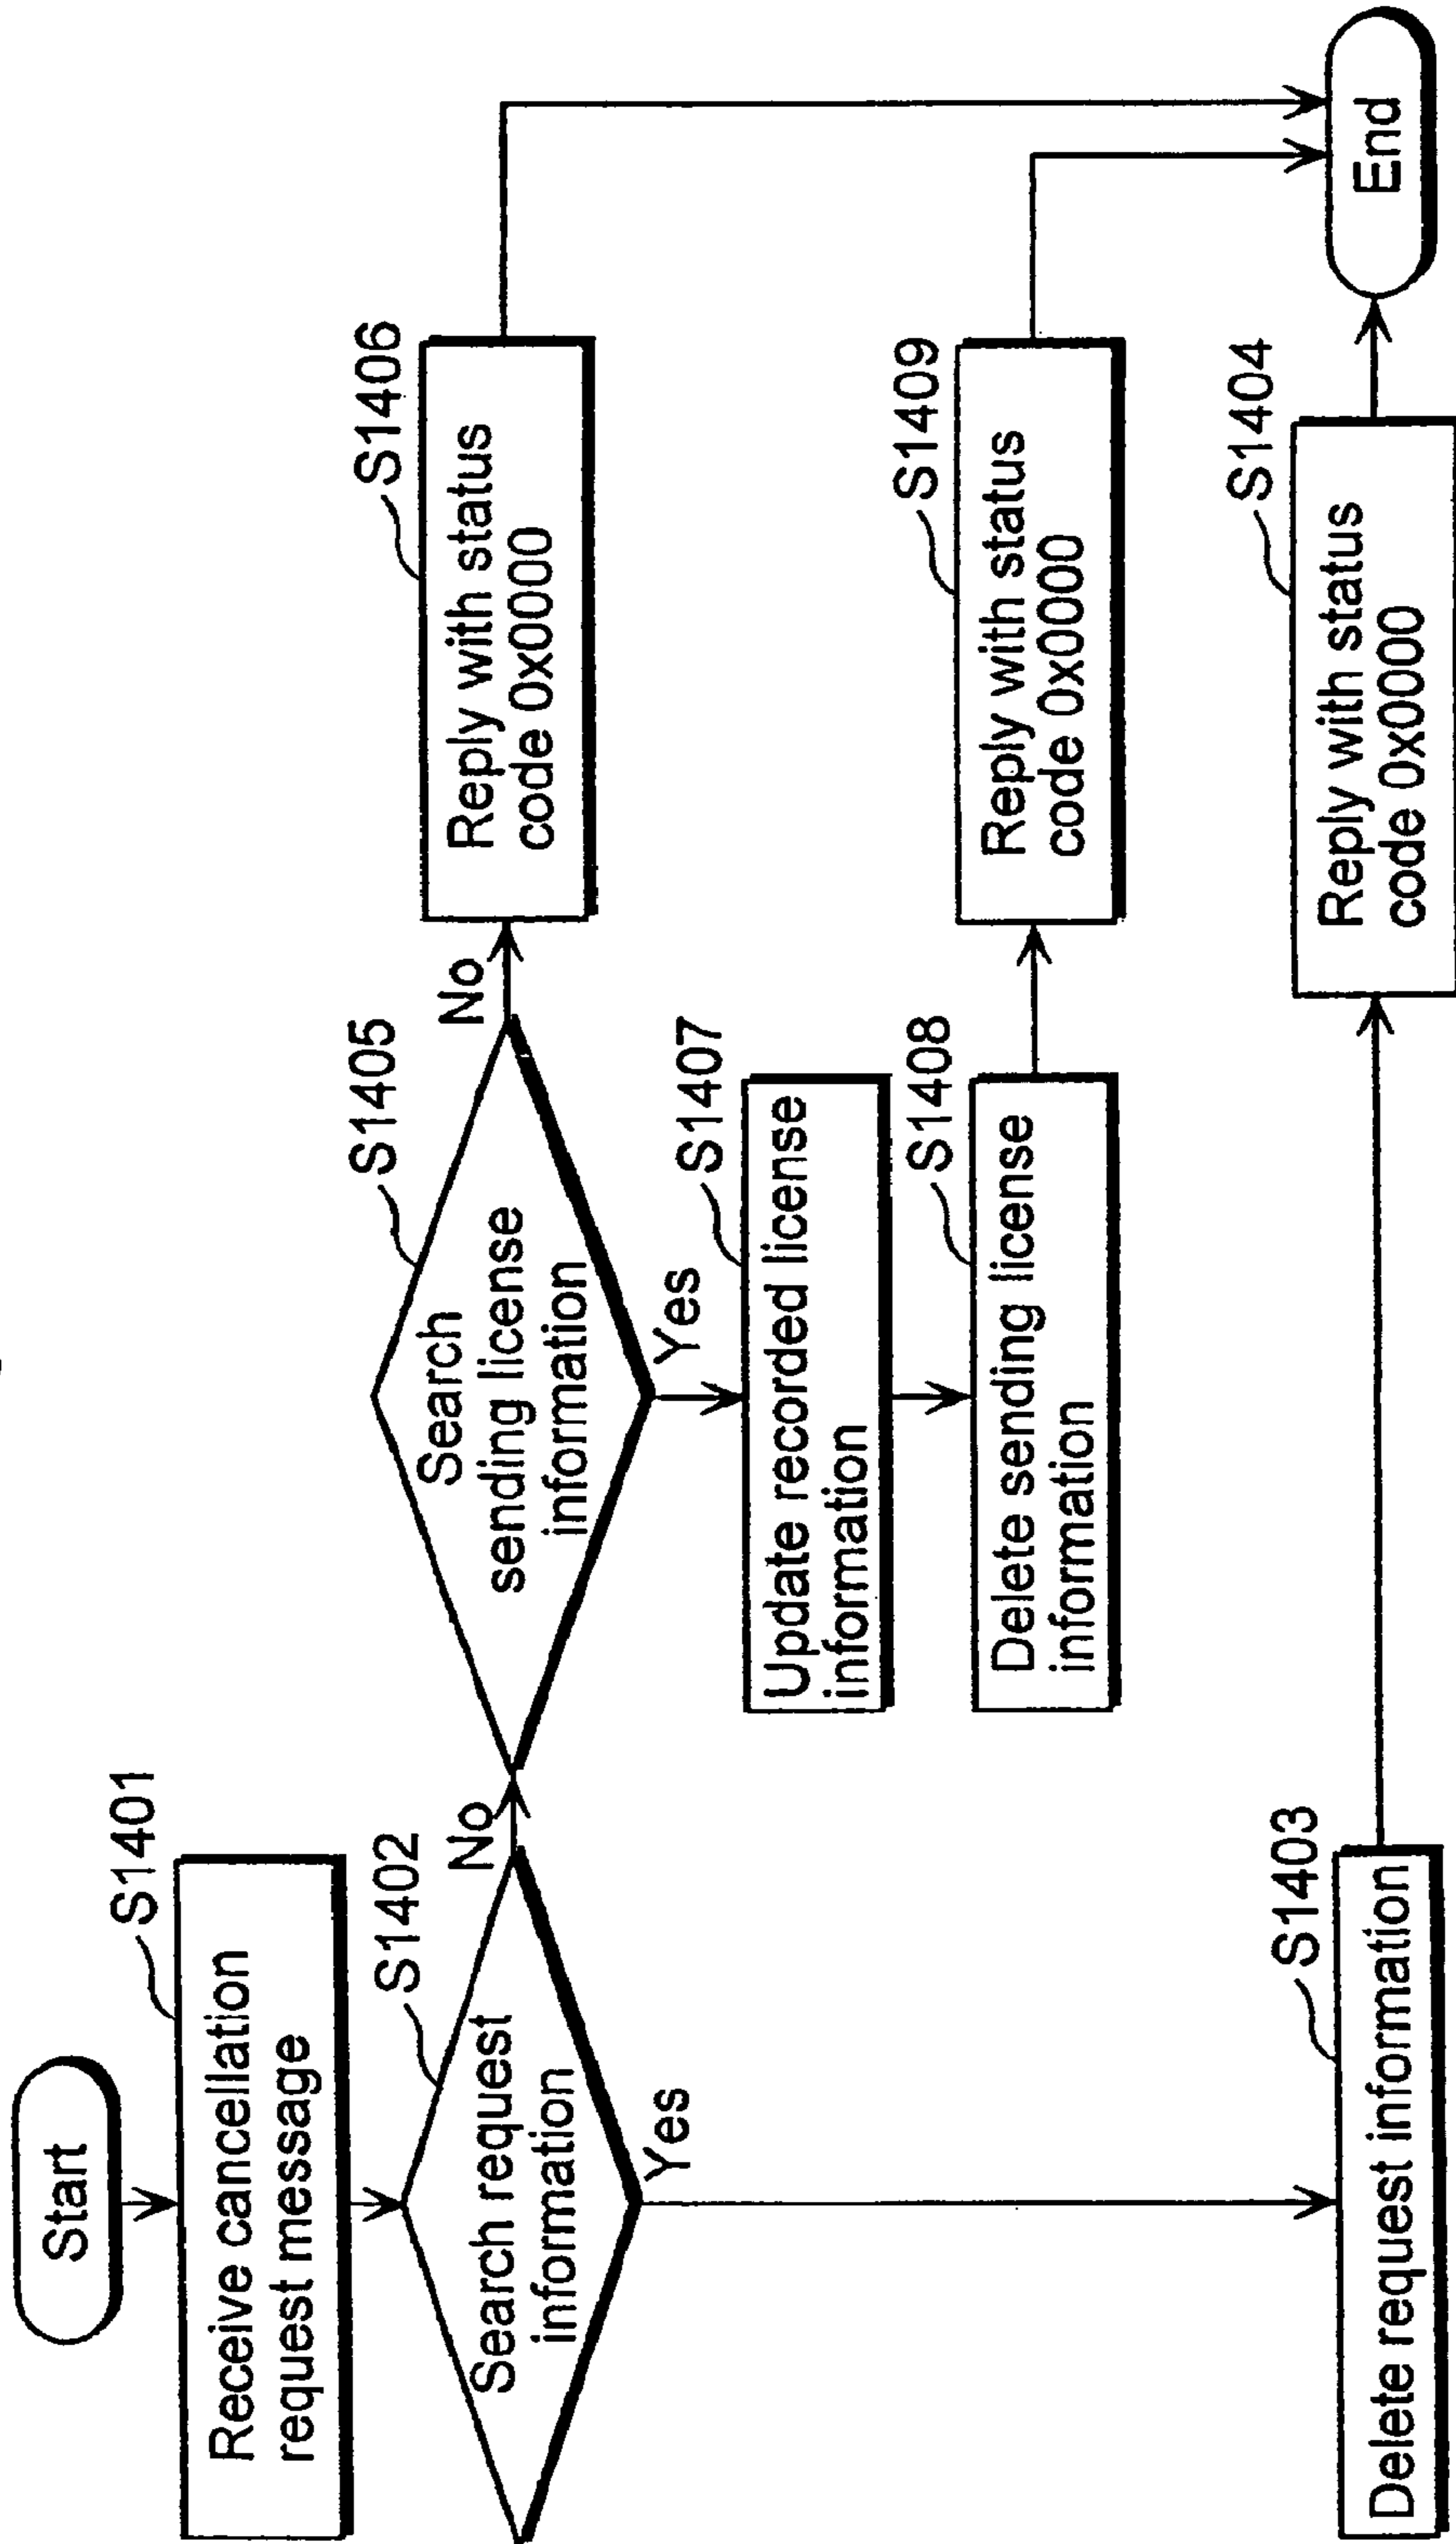 Start
S1401
Receive cancellation
request message
S1402
Search request
information
No
Yes
S1405
Search
sending license
information
No
Yes
S1406
Reply with status
code 0x0000
S1407
Update recorded license
information
S1408
Delete sending license
information
S1409
Reply with status
code 0x0000
S1403
Delete request information
S1404
Reply with status
code 0x0000
End